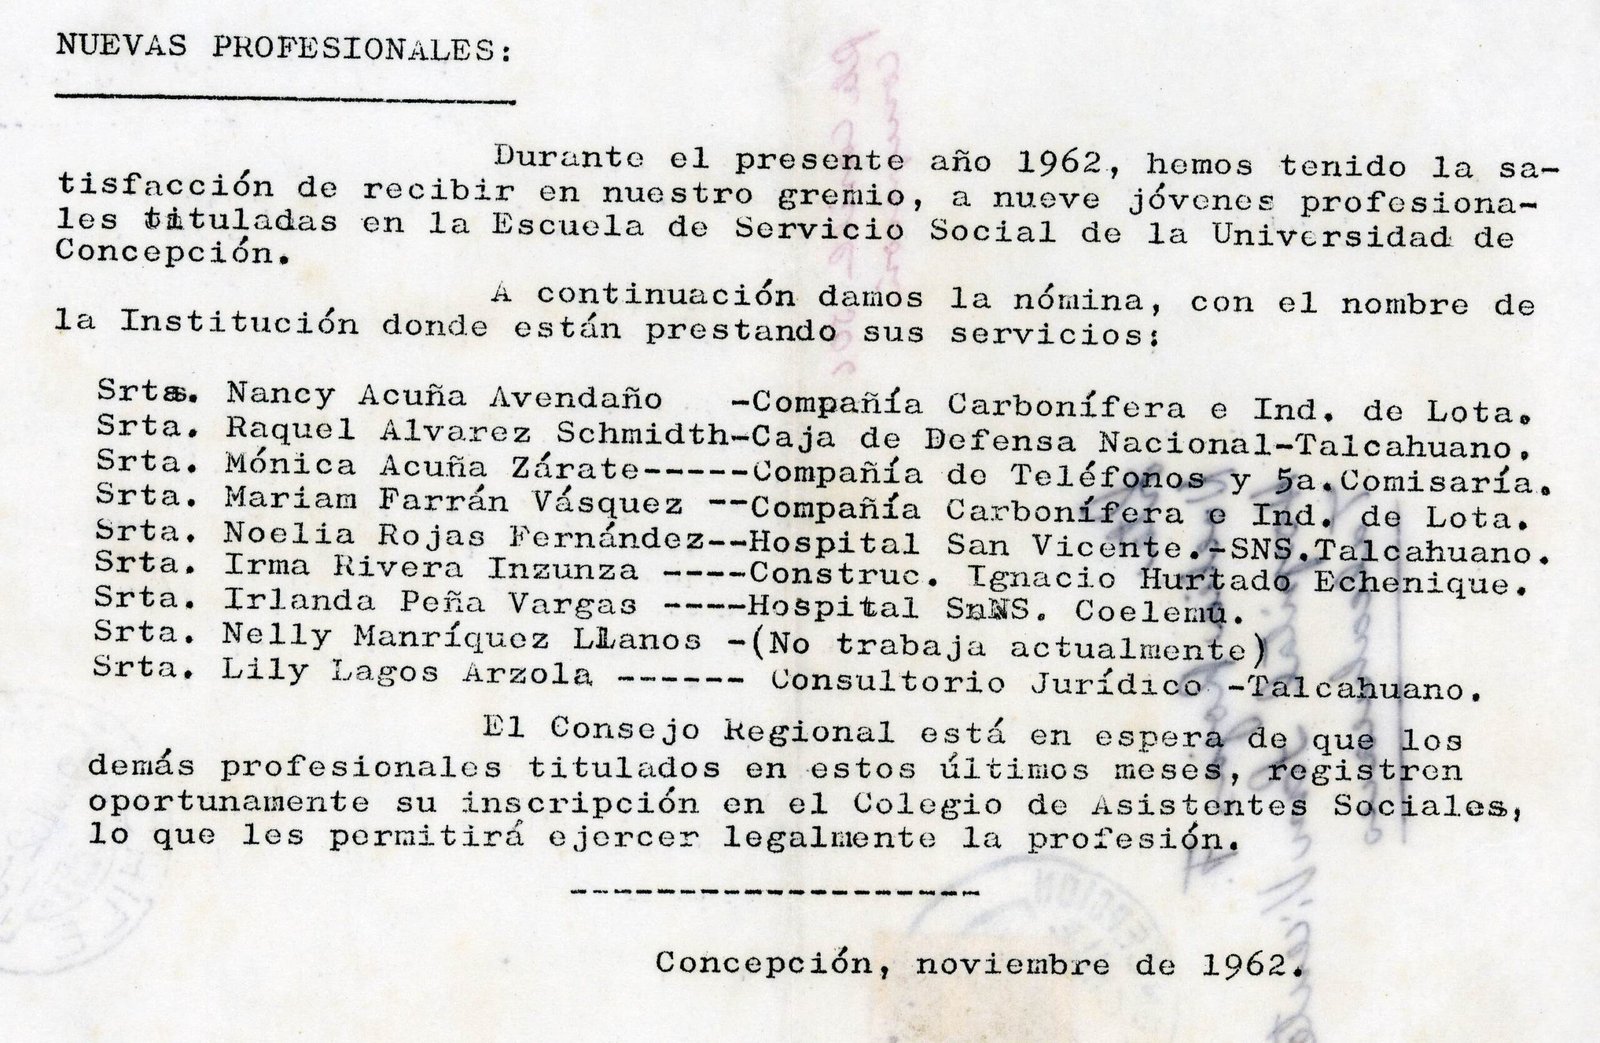 NUEVAS PROFESIONALES:
Durante el presente año 1962, hemos tenido la sa-
tisfacción de recibir en nuestro gremio, a nueve jóvenes profesiona-
les tituladas en la Escuela de Servicio Social de la Universidad de
Concepción.
A continuación damos la nómina, con el nombre de
la Institución donde están prestando sus servicios:
Srta. Nancy Acuña Avendaño -Compañía Carbonífera e Ind. de Lota.
Srta. Raquel Alvarez Schmidth-Caja de Defensa Nacional-Talcahuano.
Srta. Mónica Acuña Zárate-----Compañía de Teléfonos y 5a.Comisaría.
Srta. Mariam Farrán Vásquez --Compañía Carbonífera e Ind. de Lota.
Srta. Noelia Rojas Fernández--Hospital San Vicente.-SNS.Talcahuano.
Srta. Irma Rivera Inzunza ----Construc. Ignacio Hurtado Echenique.
Srta. Irlanda Peña Vargas ----Hospital SNS. Coelemu.
Srta. Nelly Manríquez Llanos -(No trabaja actualmente)
Srta. Lily Lagos Arzola ------ Consultorio Jurídico -Talcahuano.
El Consejo Regional está en espera de que los
demás profesionales titulados en estos últimos meses, registren
oportunamente su inscripción en el Colegio de Asistentes Sociales,
lo que les permitirá ejercer legalmente la profesión.
-------------------
Concepción, noviembre de 1962.